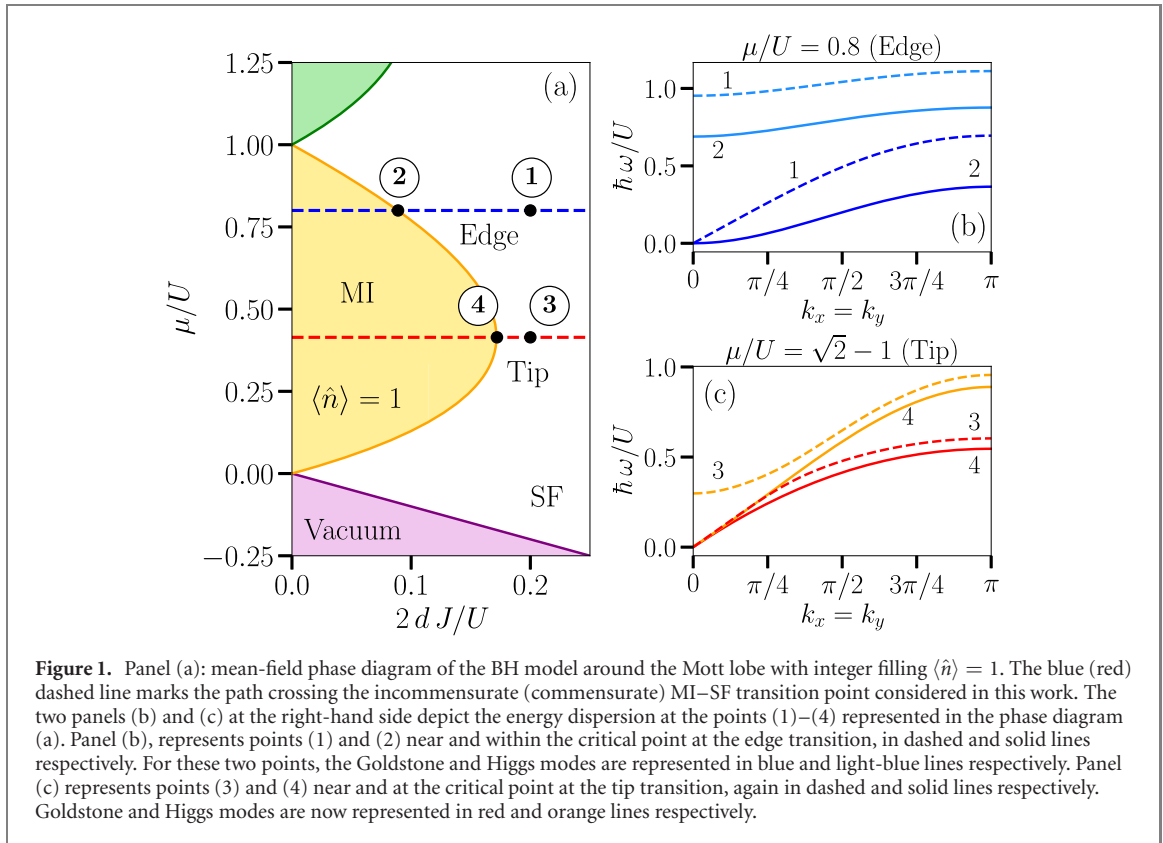 1.25
1.00
0.75
0.50
0.25
0.00
−0.25
μ/U
(a)
2
1
Edge
MI
4
3
Tip
⟨n̂⟩ = 1
SF
Vacuum
0.0 0.1 0.2
2 d J/U
μ/U = 0.8 (Edge)
1.0
0.5
0.0
ℏ ω/U
1
2
1
2
(b)
0 π/4 π/2 3π/4 π
kₓ = k_y
μ/U = √2 − 1 (Tip)
1.0
0.5
0.0
ℏ ω/U
(c)
4
3
3
4
0 π/4 π/2 3π/4 π
kₓ = k_y
Figure 1. Panel (a): mean-field phase diagram of the BH model around the Mott lobe with integer filling ⟨n̂⟩ = 1. The blue (red)
dashed line marks the path crossing the incommensurate (commensurate) MI–SF transition point considered in this work. The
two panels (b) and (c) at the right-hand side depict the energy dispersion at the points (1)–(4) represented in the phase diagram
(a). Panel (b), represents points (1) and (2) near and within the critical point at the edge transition, in dashed and solid lines
respectively. For these two points, the Goldstone and Higgs modes are represented in blue and light-blue lines respectively. Panel
(c) represents points (3) and (4) near and at the critical point at the tip transition, again in dashed and solid lines respectively.
Goldstone and Higgs modes are now represented in red and orange lines respectively.